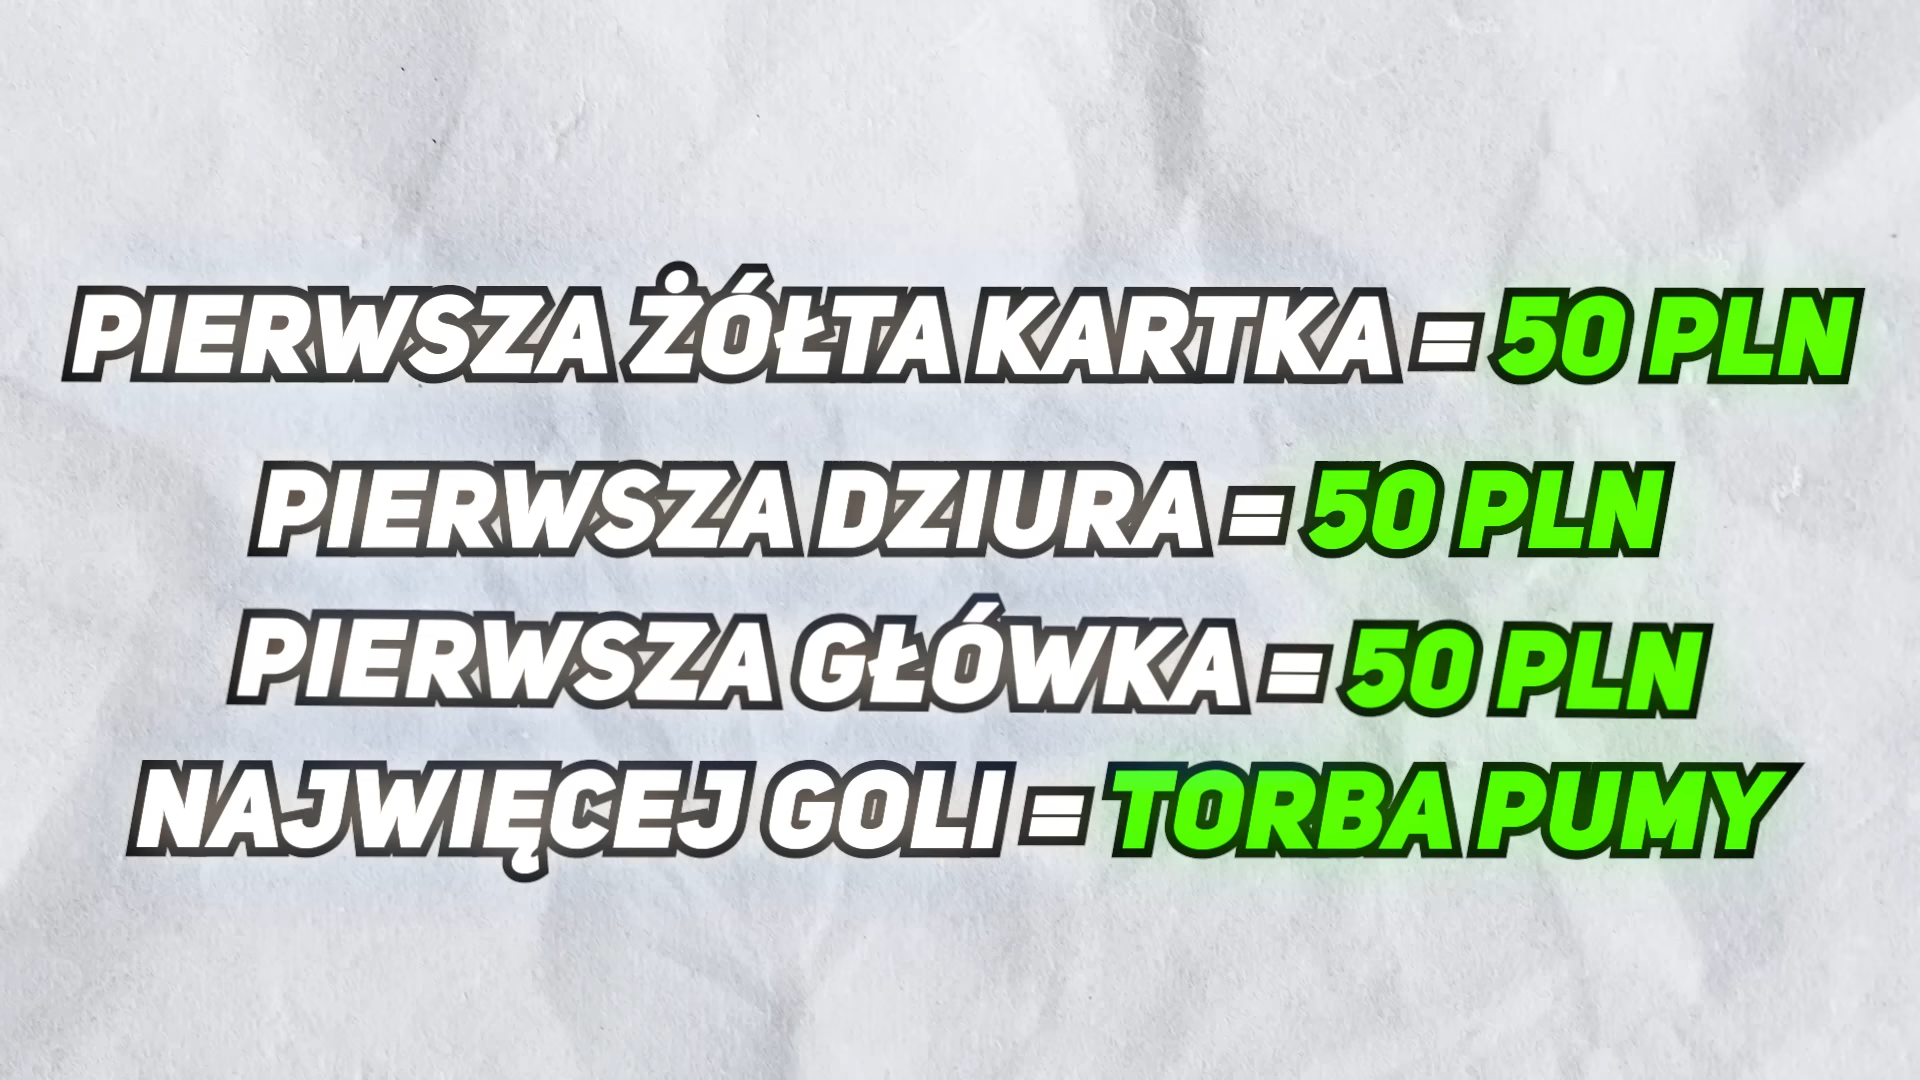 PIERWSZA ŻÓŁTA KARTKA = 50 PLN
PIERWSZA DZIURA = 50 PLN
PIERWSZA GŁÓWKA = 50 PLN
NAJWIĘCEJ GOLI = TORBA PUMY